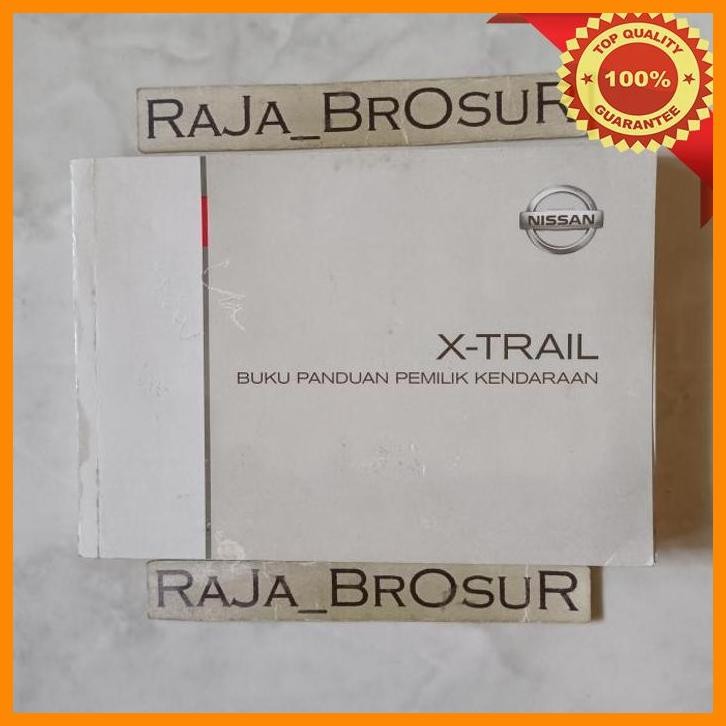 TOP QUALITY
100%
GUARANTEE
RAJA_BROSUR
NISSAN
X-TRAIL
BUKU PANDUAN PEMILIK KENDARAAN
RAJA_BROSUR